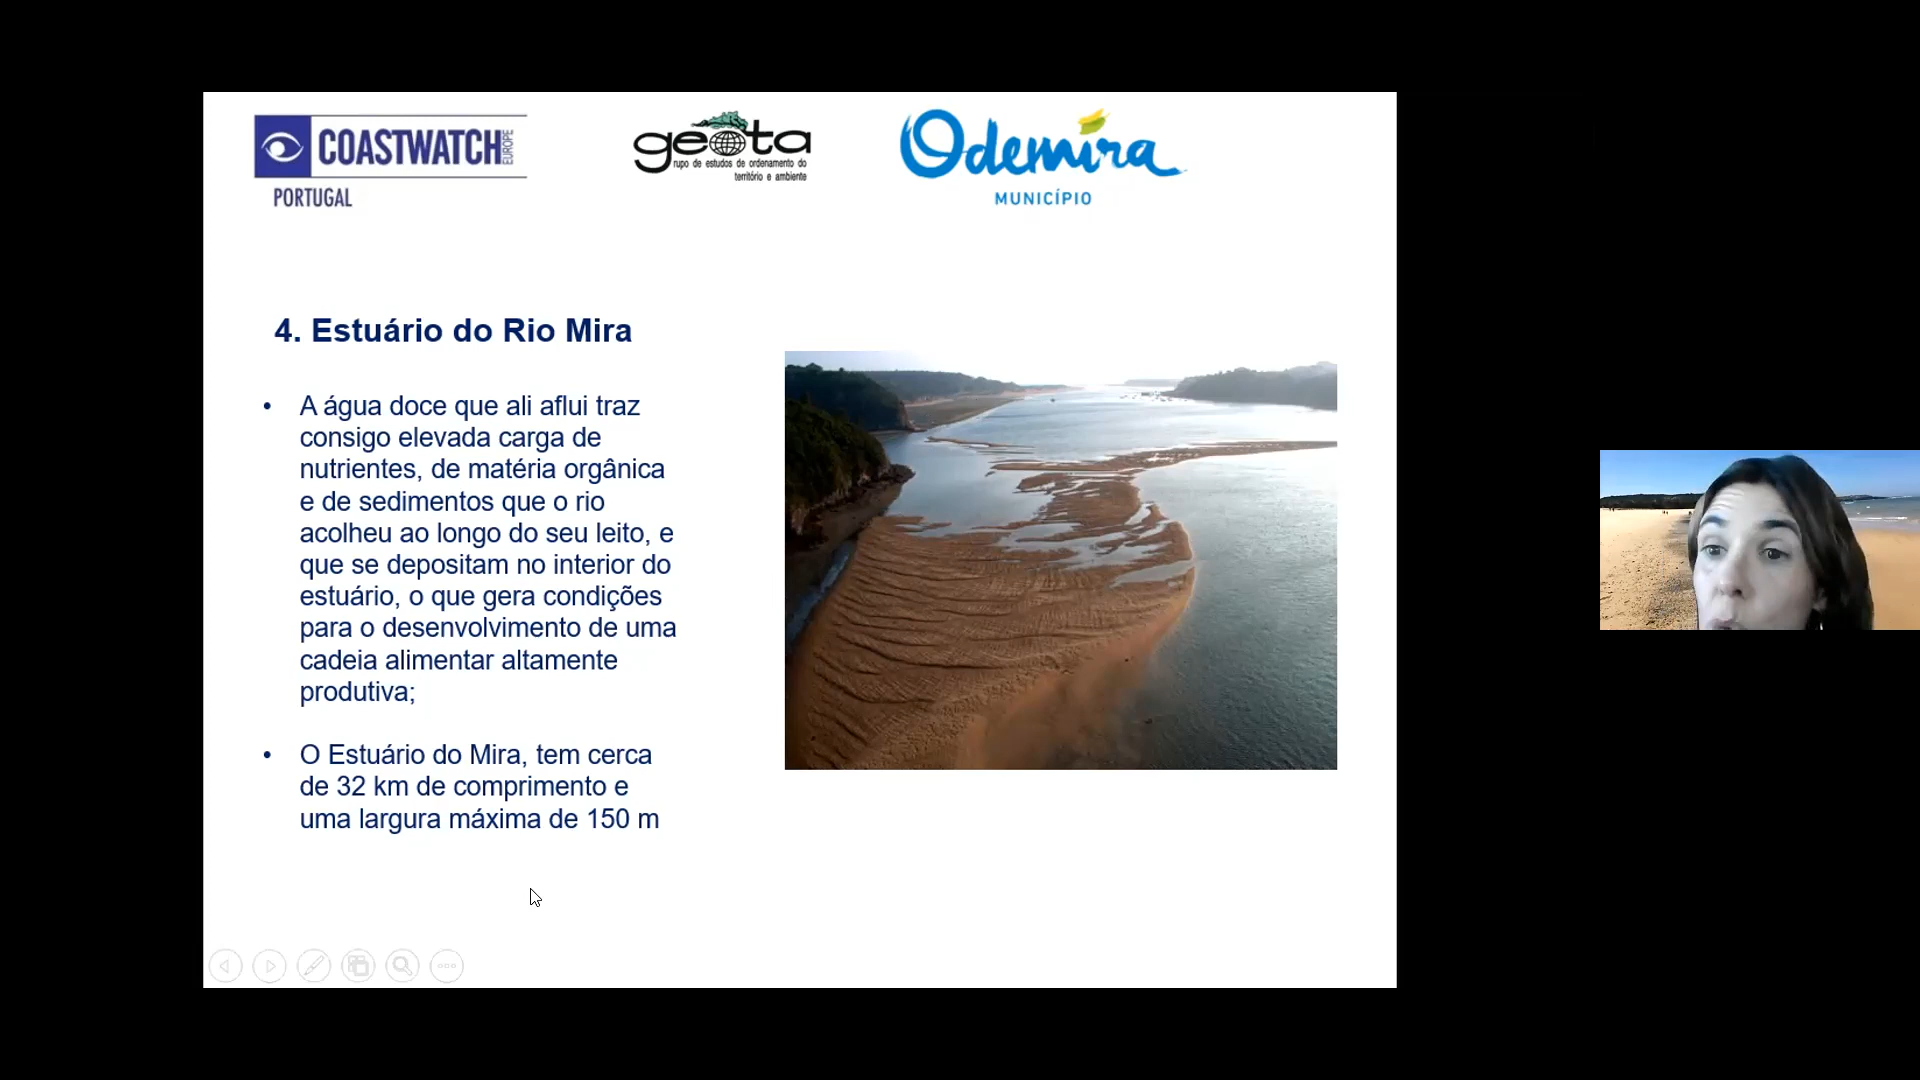 COASTWATCH
EUROPE
PORTUGAL
geota
rupo de estudos de ordenamento do
território e ambiente
Odemira
MUNICÍPIO
4. Estuário do Rio Mira
• A água doce que ali aflui traz
consigo elevada carga de
nutrientes, de matéria orgânica
e de sedimentos que o rio
acolheu ao longo do seu leito, e
que se depositam no interior do
estuário, o que gera condições
para o desenvolvimento de uma
cadeia alimentar altamente
produtiva;
• O Estuário do Mira, tem cerca
de 32 km de comprimento e
uma largura máxima de 150 m